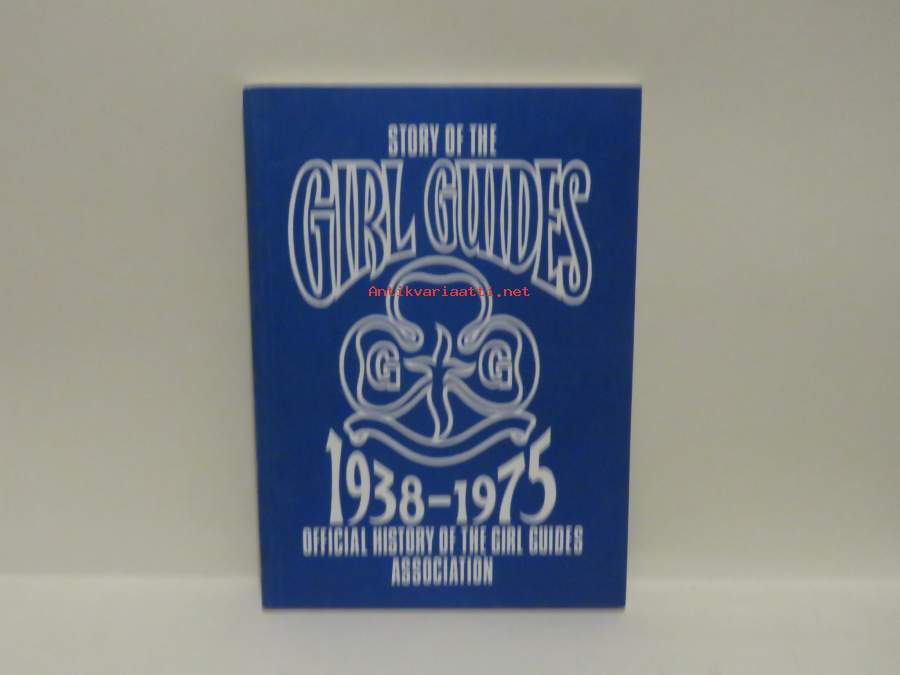 STORY OF THE
GIRL GUIDES
Antikvariaatti.net
G G
1938-1975
OFFICIAL HISTORY OF THE GIRL GUIDES
ASSOCIATION